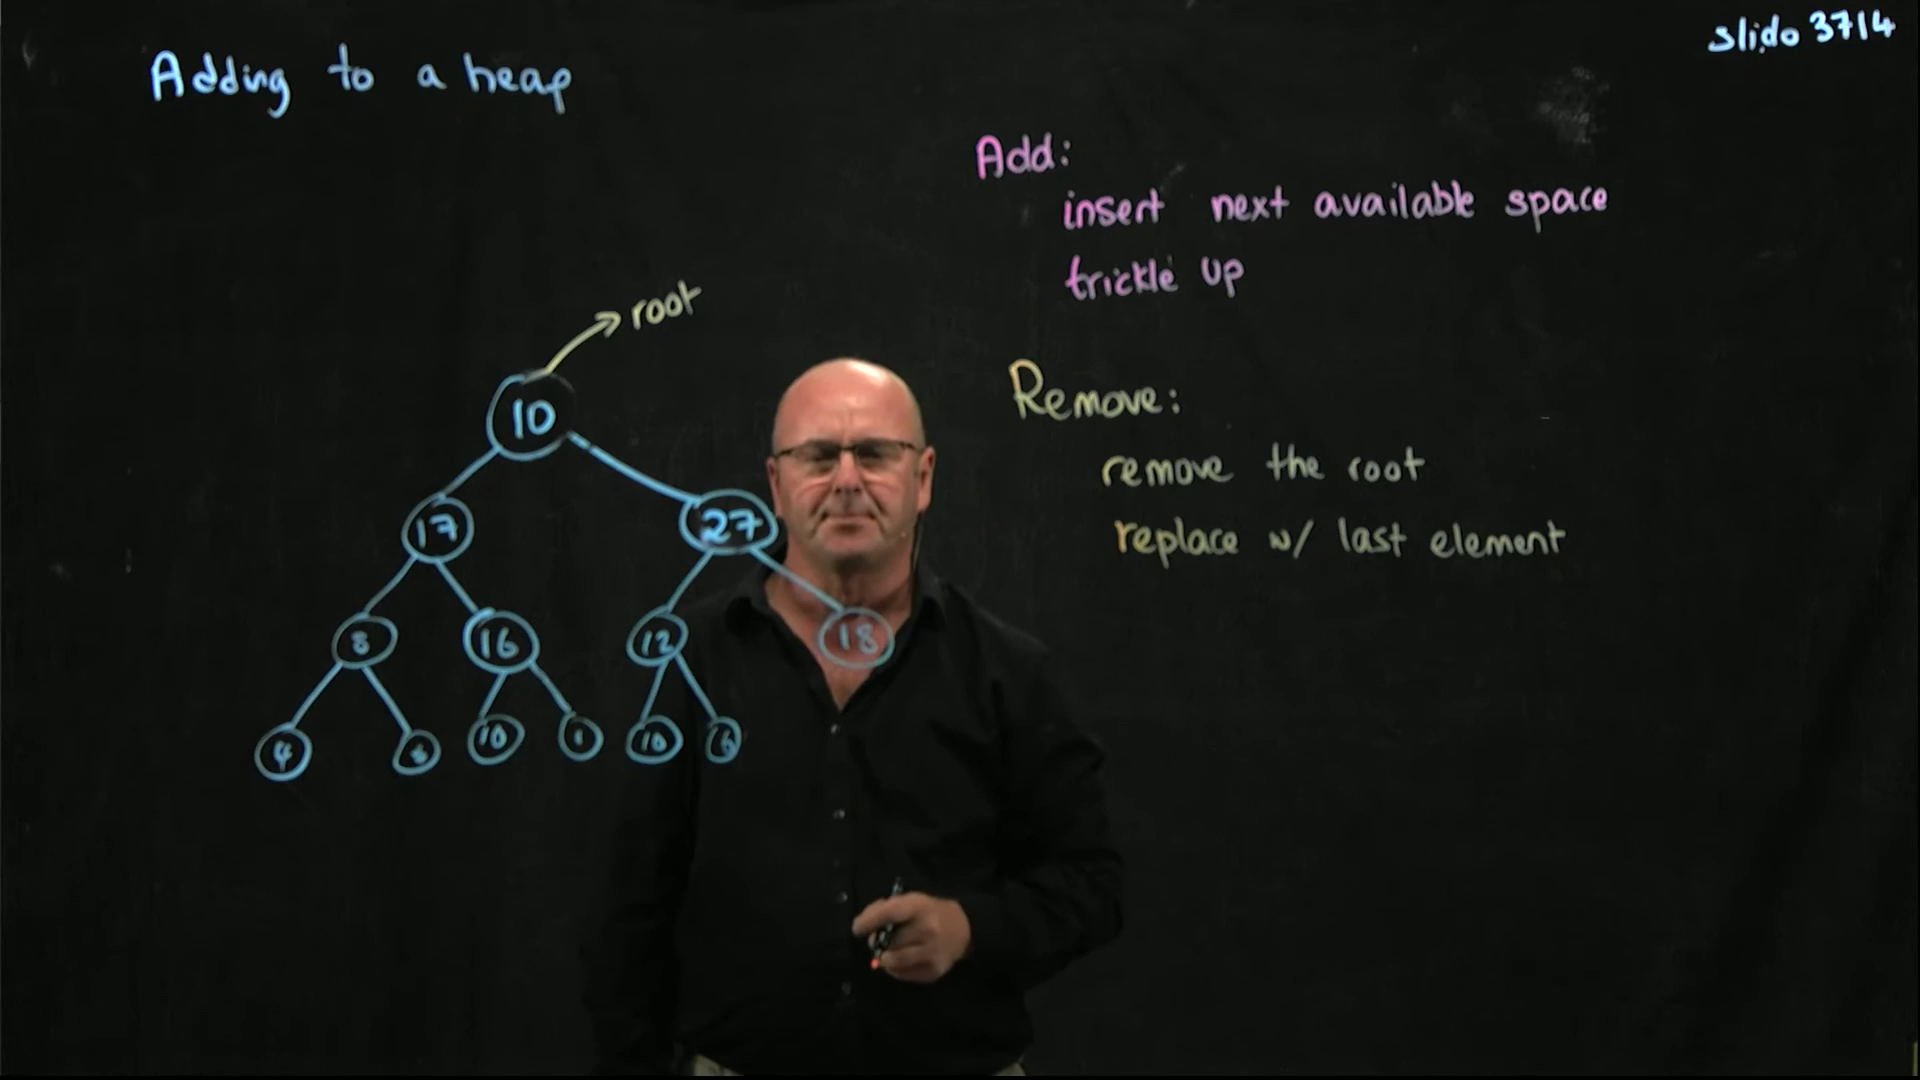 slido 3714
Adding to a heap
Add:
insert next available space
trickle up
root
Remove:
remove the root
replace w/ last element
10
17 27
8 16 12 18
4 10 1 10 6